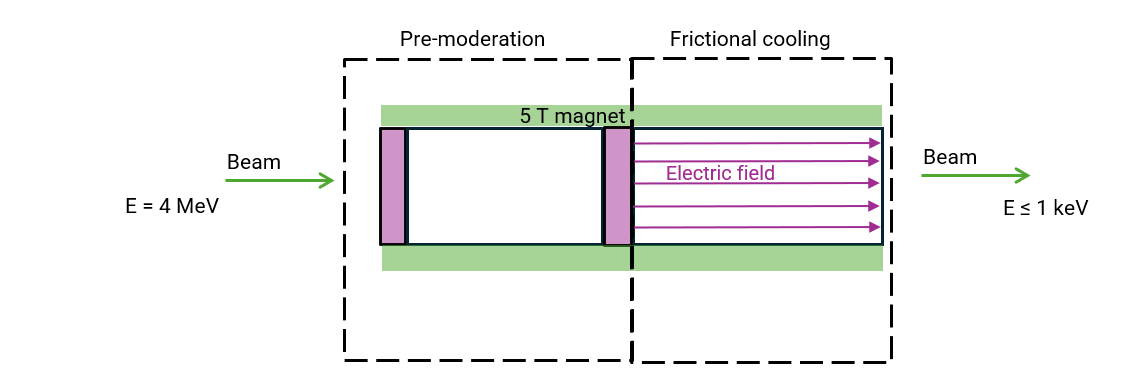 Pre-moderation
Frictional cooling
5 T magnet
Beam
E = 4 MeV
Electric field
Beam
E ≤ 1 keV